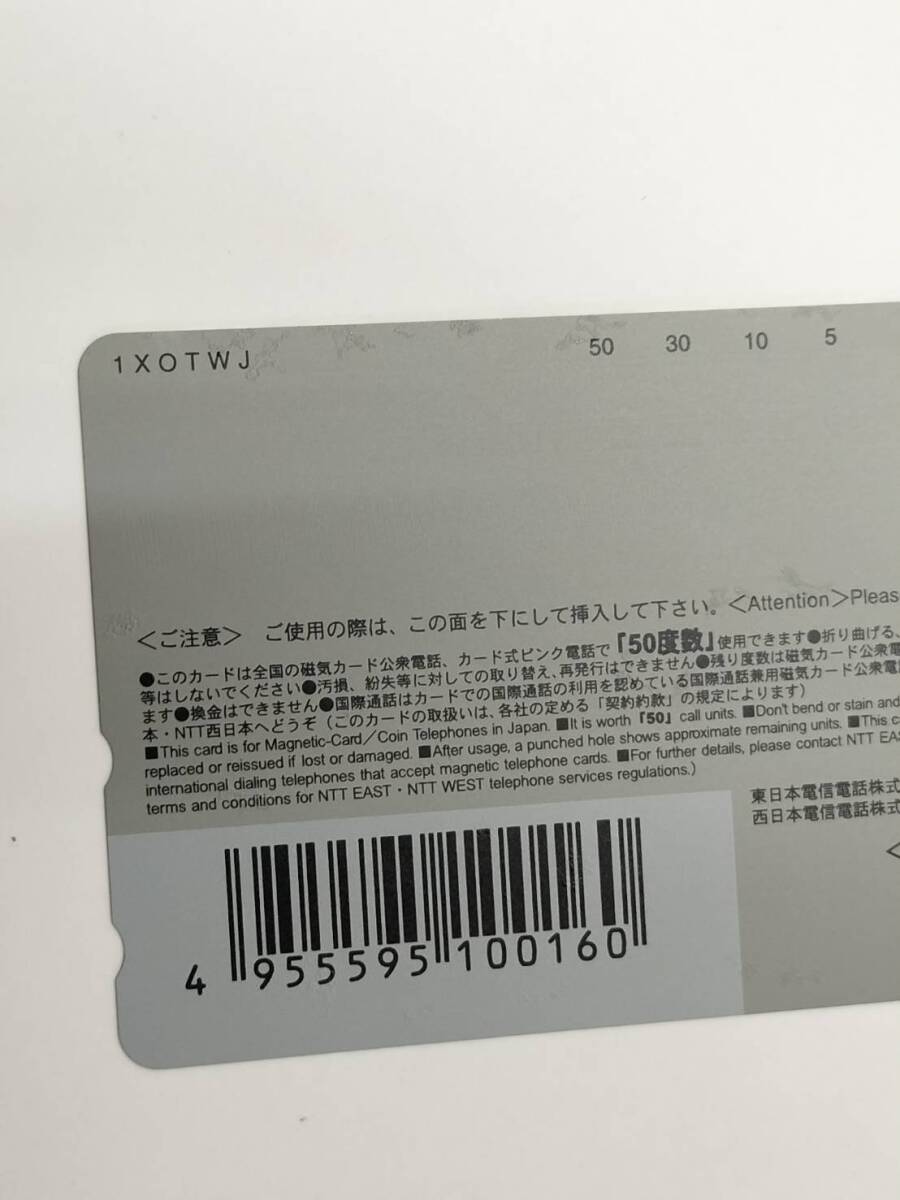 1XOTWJ
50 30 10 5
＜ご注意＞ ご使用の際は、この面を下にして挿入して下さい。＜Attention＞Pleas
●このカードは全国の磁気カード公衆電話、カード式ピンク電話で「50度数」使用できます●折り曲げる、
等はしないでください●汚損、紛失等に対しての取り替え、再発行はできません●残り度数は磁気カード公衆電
ます●換金はできません●国際通話はカードでの国際通話の利用を認めている国際通話兼用磁気カード公衆電話
本・NTT西日本へどうぞ（このカードの取扱いは、各社の定める「契約約款」の規定によります）
■This card is for Magnetic-Card／Coin Telephones in Japan. ■It is worth「50」call units. ■Don't bend or stain and
replaced or reissued if lost or damaged. ■After usage, a punched hole shows approximate remaining units. ■This c
international dialing telephones that accept magnetic telephone cards. ■For further details, please contact NTT EAS
terms and conditions for NTT EAST・NTT WEST telephone services regulations.)
東日本電信電話株式
西日本電信電話株式
＜
4 955595 100160